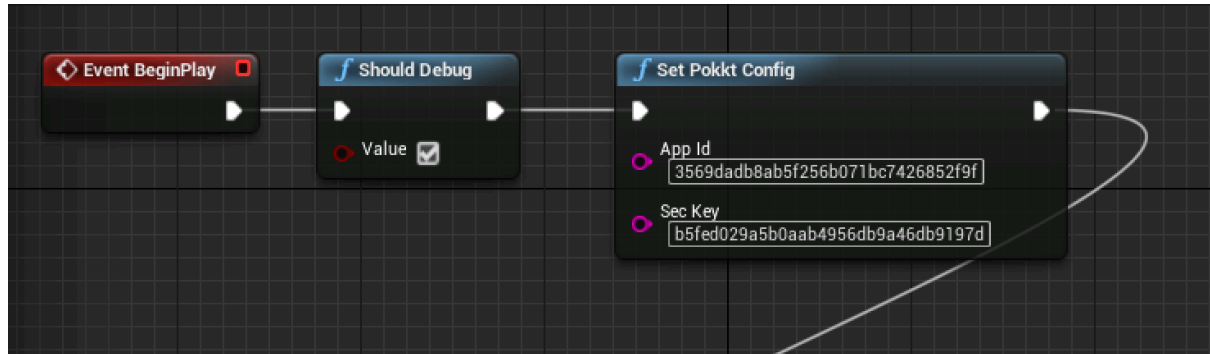 Event BeginPlay
Should Debug
Value
Set Pokkt Config
App Id
3569dadb8ab5f256b071bc7426852f9f
Sec Key
b5fed029a5b0aab4956db9a46db9197d